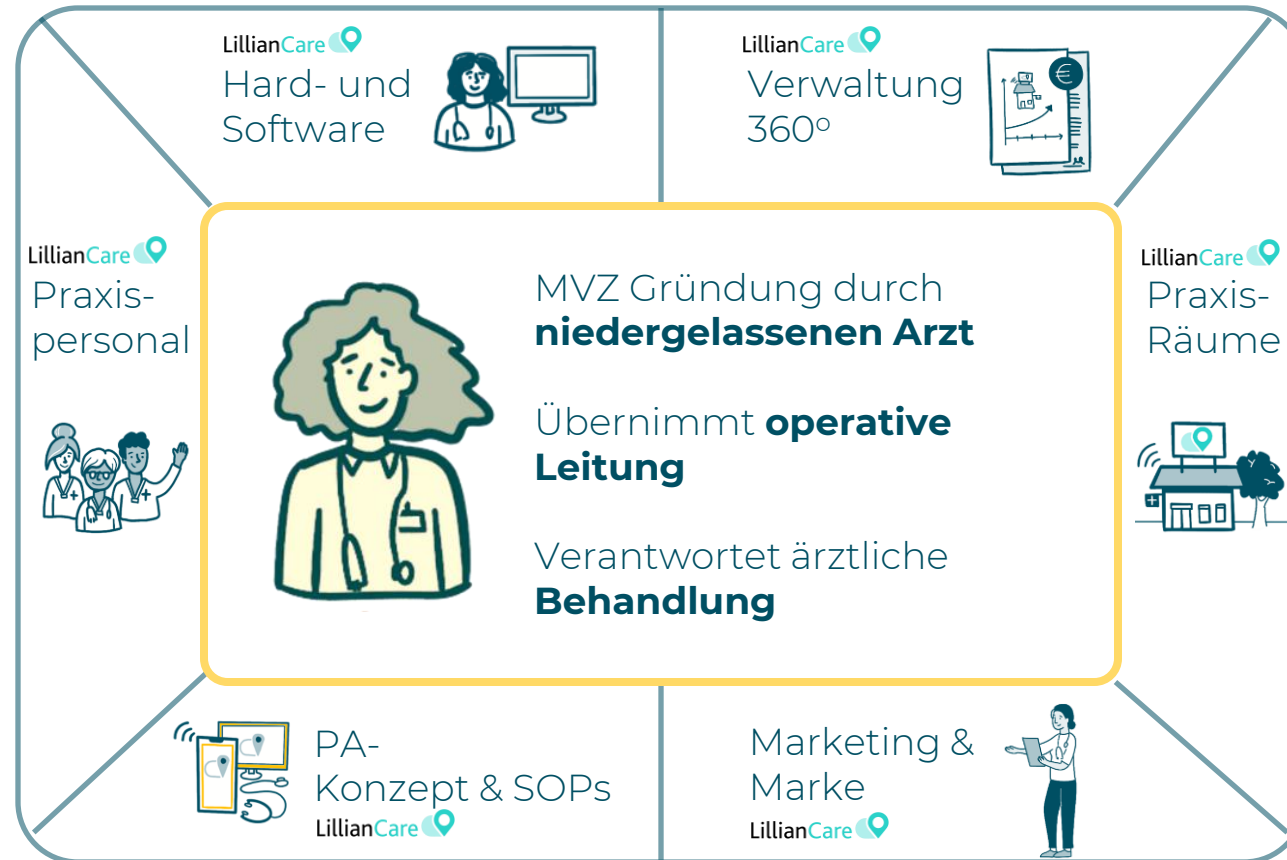 LillianCare
Hard- und
Software
LillianCare
Verwaltung
360º
LillianCare
Praxis-
personal
MVZ Gründung durch
niedergelassenen Arzt
Übernimmt operative
Leitung
Verantwortet ärztliche
Behandlung
LillianCare
Praxis-
Räume
PA-
Konzept & SOPs
LillianCare
Marketing &
Marke
LillianCare